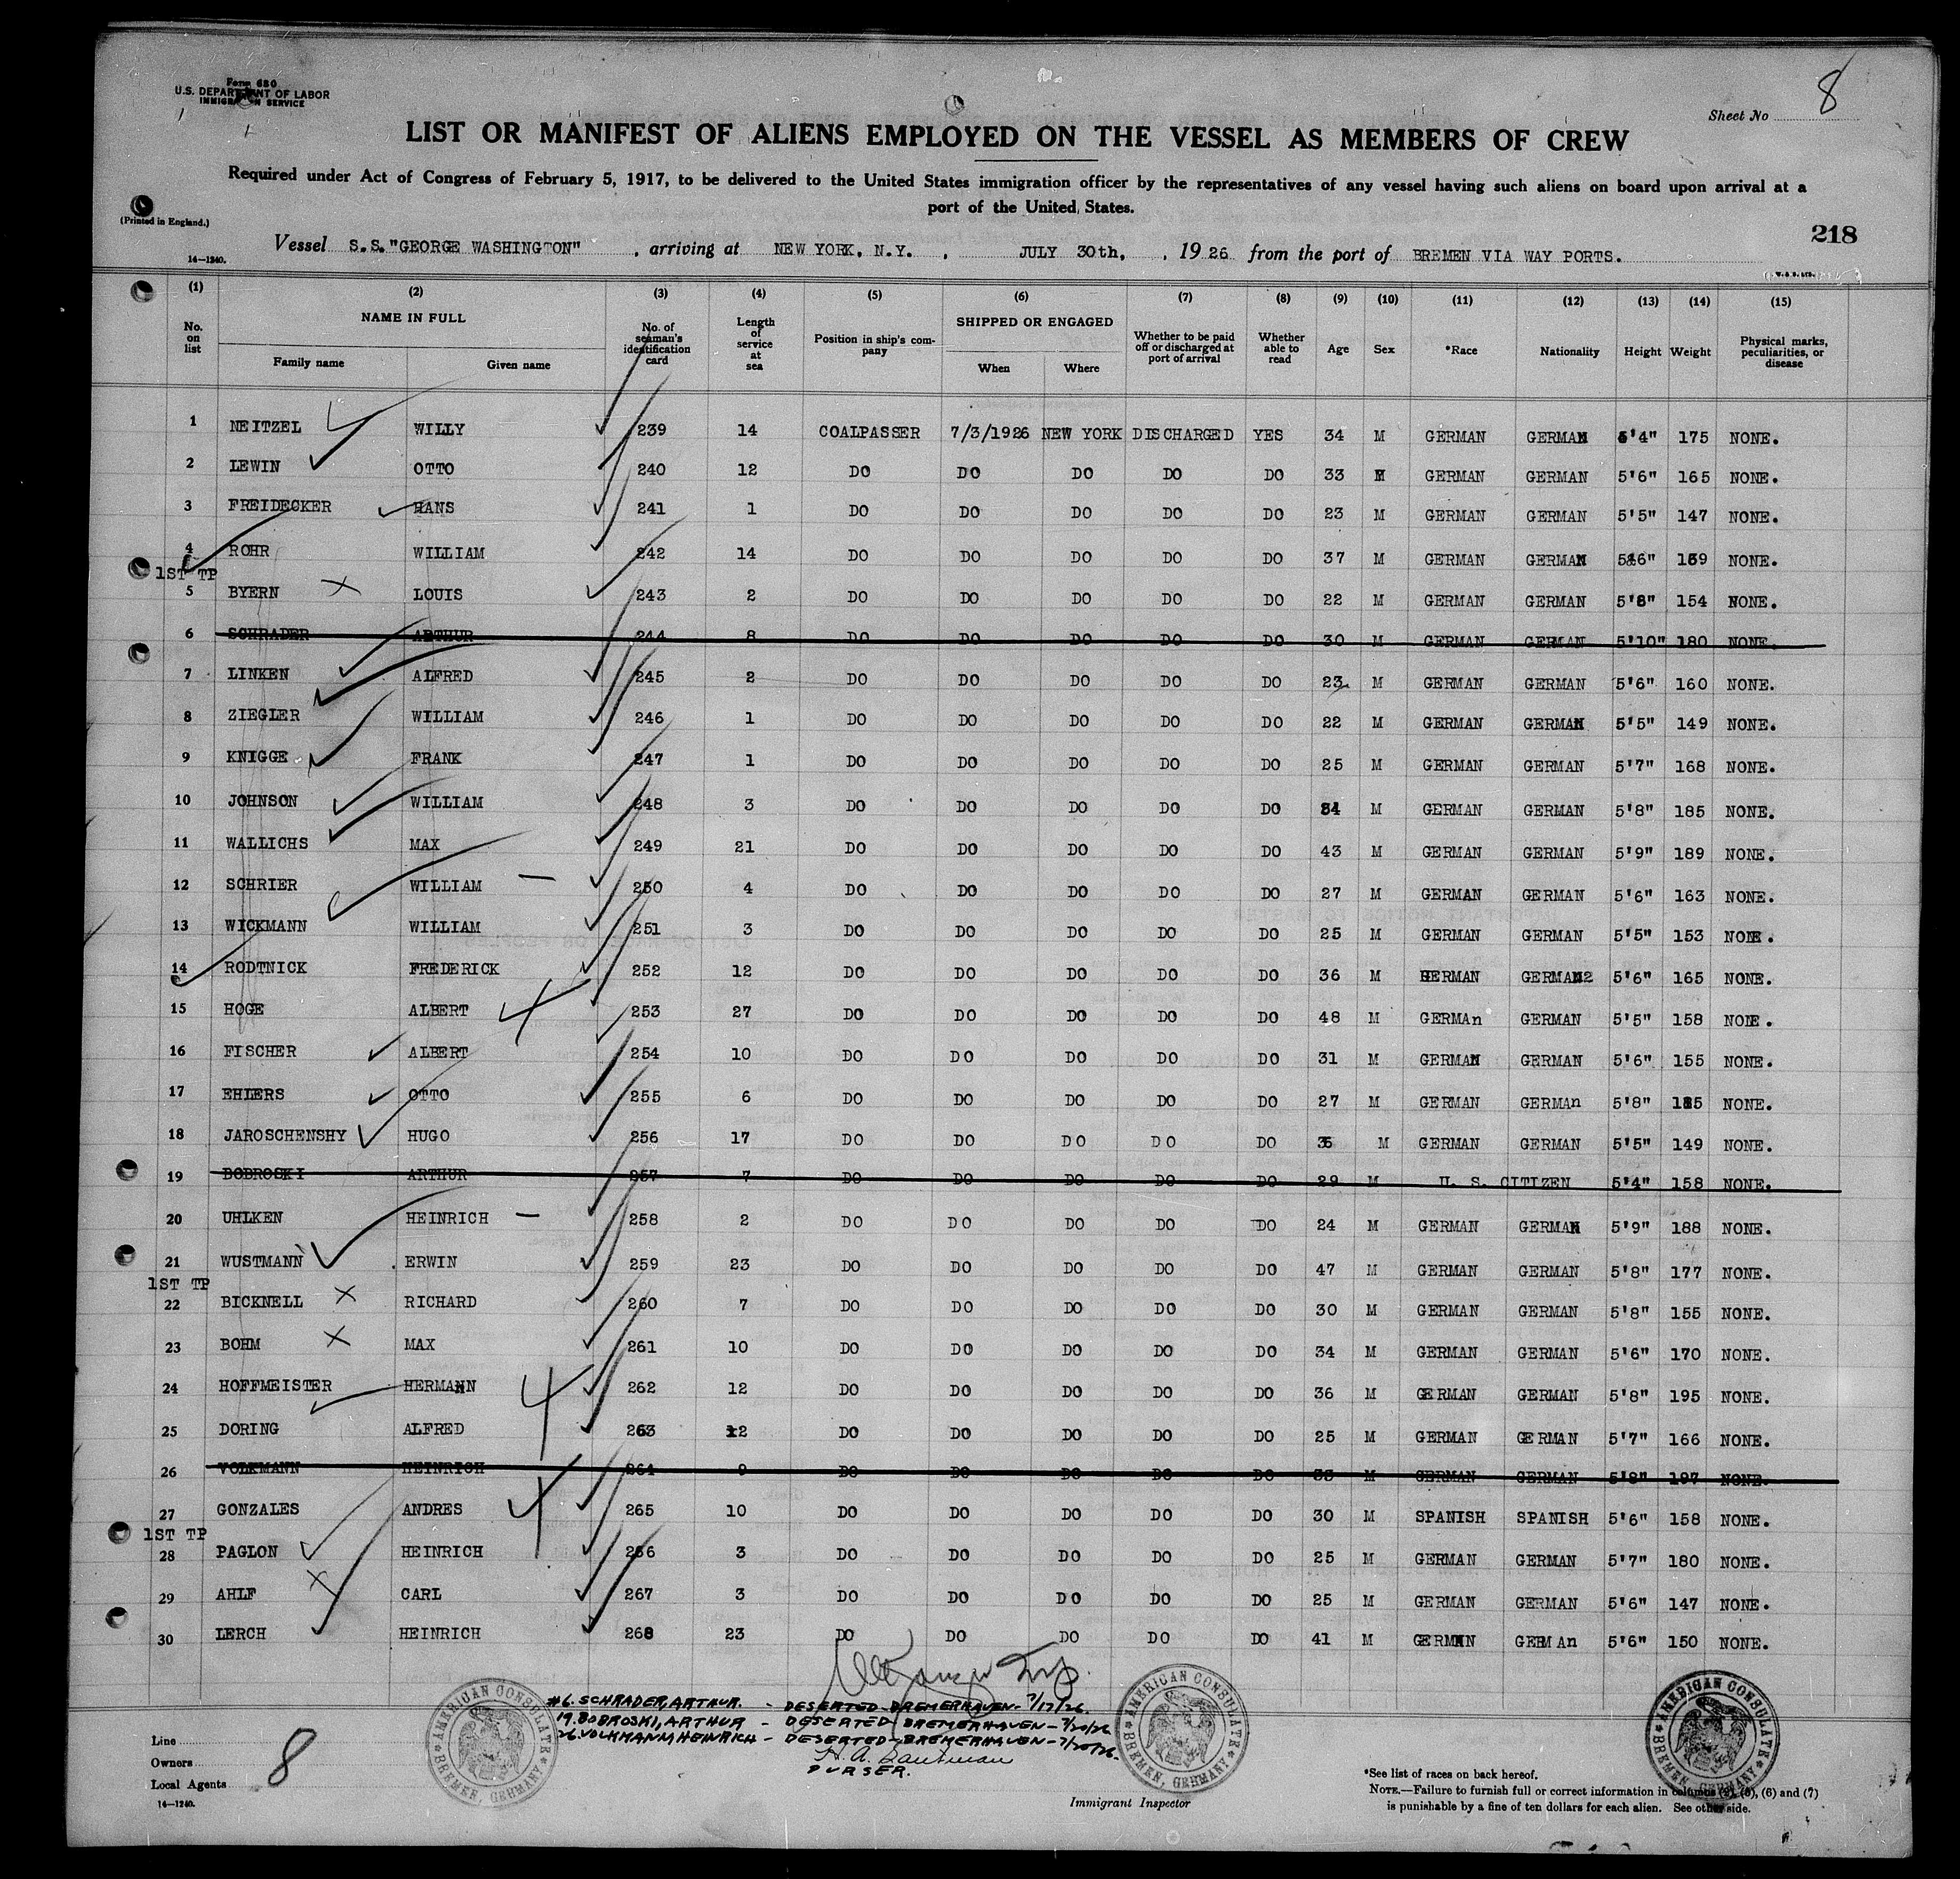 8
Form 680
U.S. DEPARTMENT OF LABOR
IMMIGRATION SERVICE
Sheet No 8
LIST OR MANIFEST OF ALIENS EMPLOYED ON THE VESSEL AS MEMBERS OF CREW
Required under Act of Congress of February 5, 1917, to be delivered to the United States immigration officer by the representatives of any vessel having such aliens on board upon arrival at a
port of the United States.
(Printed in England.)
218
Vessel S.S."GEORGE WASHINGTON" , arriving at NEW YORK, N.Y. , JULY 30th, , 1926 from the port of BREMEN VIA WAY PORTS.
14—1240.
(1) (2) (3) (4) (5) (6) (7) (8) (9) (10) (11) (12) (13) (14) (15)
No. on list NAME IN FULL Family name Given name No. of seaman's identification card Length of service at sea Position in ship's company SHIPPED OR ENGAGED When Where Whether to be paid off or discharged at port of arrival Whether able to read Age Sex *Race Nationality Height Weight Physical marks, peculiarities, or disease
1 NEITZEL WILLY 239 14 COALPASSER 7/3/1926 NEW YORK DISCHARGED YES 34 M GERMAN GERMAN 5'4" 175 NONE.
2 LEWIN OTTO 240 12 DO DO DO DO DO 33 M GERMAN GERMAN 5'6" 165 NONE.
3 FREIDECKER HANS 241 1 DO DO DO DO DO 23 M GERMAN GERMAN 5'5" 147 NONE.
4 ROHR WILLIAM 242 14 DO DO DO DO DO 37 M GERMAN GERMAN 5'6" 159 NONE.
1ST TP
5 BYERN LOUIS 243 2 DO DO DO DO DO 22 M GERMAN GERMAN 5'8" 154 NONE.
6 SCHRADER ARTHUR 244 8 DO DO DO DO DO 30 M GERMAN GERMAN 5'10" 180 NONE.
7 LINKEN ALFRED 245 2 DO DO DO DO DO 23 M GERMAN GERMAN 5'6" 160 NONE.
8 ZIEGLER WILLIAM 246 1 DO DO DO DO DO 22 M GERMAN GERMAN 5'5" 149 NONE.
9 KNIGGE FRANK 247 1 DO DO DO DO DO 25 M GERMAN GERMAN 5'7" 168 NONE.
10 JOHNSON WILLIAM 248 3 DO DO DO DO DO 34 M GERMAN GERMAN 5'8" 185 NONE.
11 WALLICHS MAX 249 21 DO DO DO DO DO 43 M GERMAN GERMAN 5'9" 189 NONE.
12 SCHRIER WILLIAM — 250 4 DO DO DO DO DO 27 M GERMAN GERMAN 5'6" 163 NONE.
13 WICKMANN WILLIAM 251 3 DO DO DO DO DO 25 M GERMAN GERMAN 5'5" 153 NONE.
14 RODTNICK FREDERICK 252 12 DO DO DO DO DO 36 M GERMAN GERMAN2 5'6" 165 NONE.
15 HOGE ALBERT 253 27 DO DO DO DO DO 48 M GERMAn GERMAN 5'5" 158 NONE.
16 FISCHER ALBERT 254 10 DO DO DO DO DO 31 M GERMAN GERMAN 5'6" 155 NONE.
17 EHLERS OTTO 255 6 DO DO DO DO DO 27 M GERMAN GERMAn 5'8" 185 NONE.
18 JAROSCHENSHY HUGO 256 17 DO DO DO DO DO 35 M GERMAN GERMAN 5'5" 149 NONE.
19 BOBROSKI ARTHUR 257 7 DO DO DO DO DO 29 M U. S. CITIZEN 5'4" 158 NONE.
20 UHLKEN HEINRICH — 258 2 DO DO DO DO DO 24 M GERMAN GERMAN 5'9" 188 NONE.
21 WUSTMANN ERWIN 259 23 DO DO DO DO DO 47 M GERMAN GERMAN 5'8" 177 NONE.
1ST TP
22 BICKNELL RICHARD 260 7 DO DO DO DO DO 30 M GERMAN GERMAN 5'8" 155 NONE.
23 BOHM MAX 261 10 DO DO DO DO DO 34 M GERMAN GERMAN 5'6" 170 NONE.
24 HOFFMEISTER HERMANN 262 12 DO DO DO DO DO 36 M GERMAN GERMAN 5'8" 195 NONE.
25 DORING ALFRED 263 12 DO DO DO DO DO 25 M GERMAN GERMAN 5'7" 166 NONE.
26 VOLKMANN HEINRICH 264 9 DO DO DO DO DO 33 M GERMAN GERMAN 5'8" 197 NONE.
27 GONZALES ANDRES 265 10 DO DO DO DO DO 30 M SPANISH SPANISH 5'6" 158 NONE.
1ST TP
28 PAGLON HEINRICH 266 3 DO DO DO DO DO 25 M GERMAN GERMAN 5'7" 180 NONE.
29 AHLF CARL 267 3 DO DO DO DO DO 25 M GERMAN GERMAN 5'6" 147 NONE.
30 LERCH HEINRICH 268 23 DO DO DO DO DO 41 M GERMAN GERMAn 5'6" 150 NONE.
#6. SCHRADER, ARTHUR. - DESERTED-BREMERHAVEN-7/17/26.
19. BOBROSKI, ARTHUR - DESERTED BREMERHAVEN-7/20/26
26. VOLKMANN, HEINRICH - DESERTED-BREMERHAVEN-7/20/26.
PURSER.
AMERICAN CONSULATE BREMEN, GERMANY
AMERICAN CONSULATE BREMEN, GERMANY
AMERICAN CONSULATE BREMEN, GERMANY
Line
Owners
Local Agents
8
14—1240.
Immigrant Inspector
*See list of races on back hereof.
NOTE.—Failure to furnish full or correct information in columns (2), (5), (6) and (7)
is punishable by a fine of ten dollars for each alien. See other side.